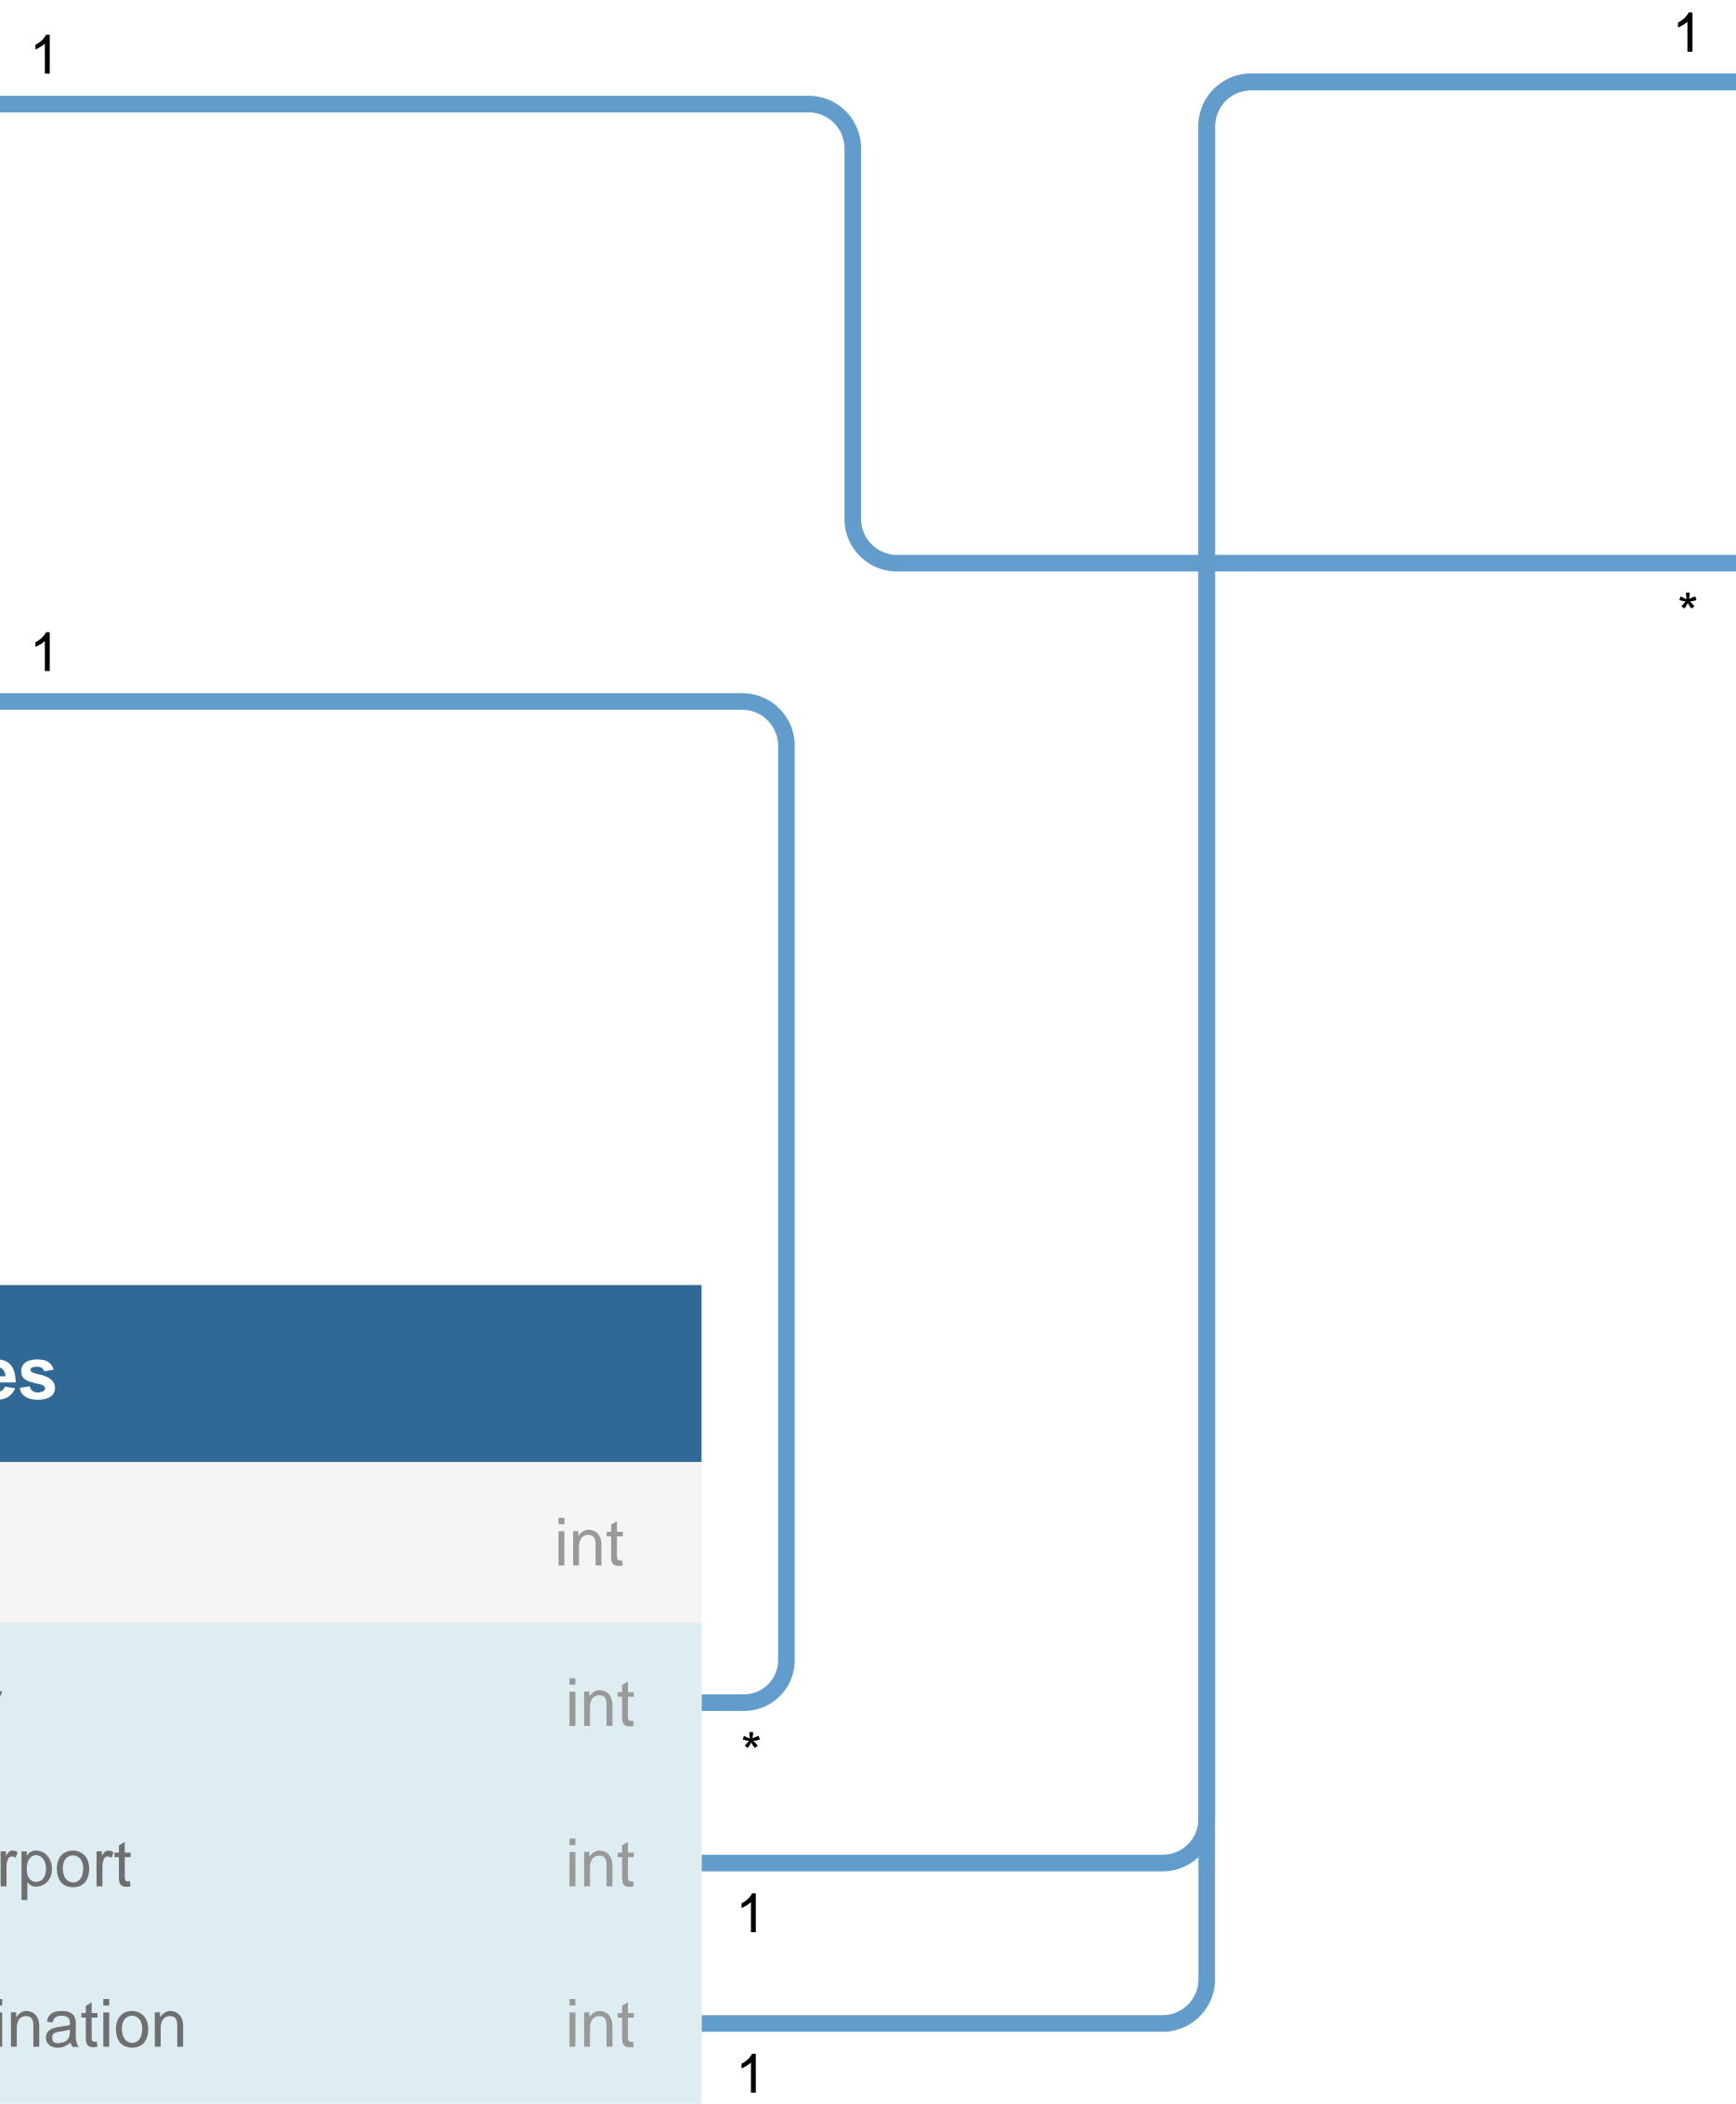 1
1
1
*
es
int
int
*
rport int
1
ination int
1